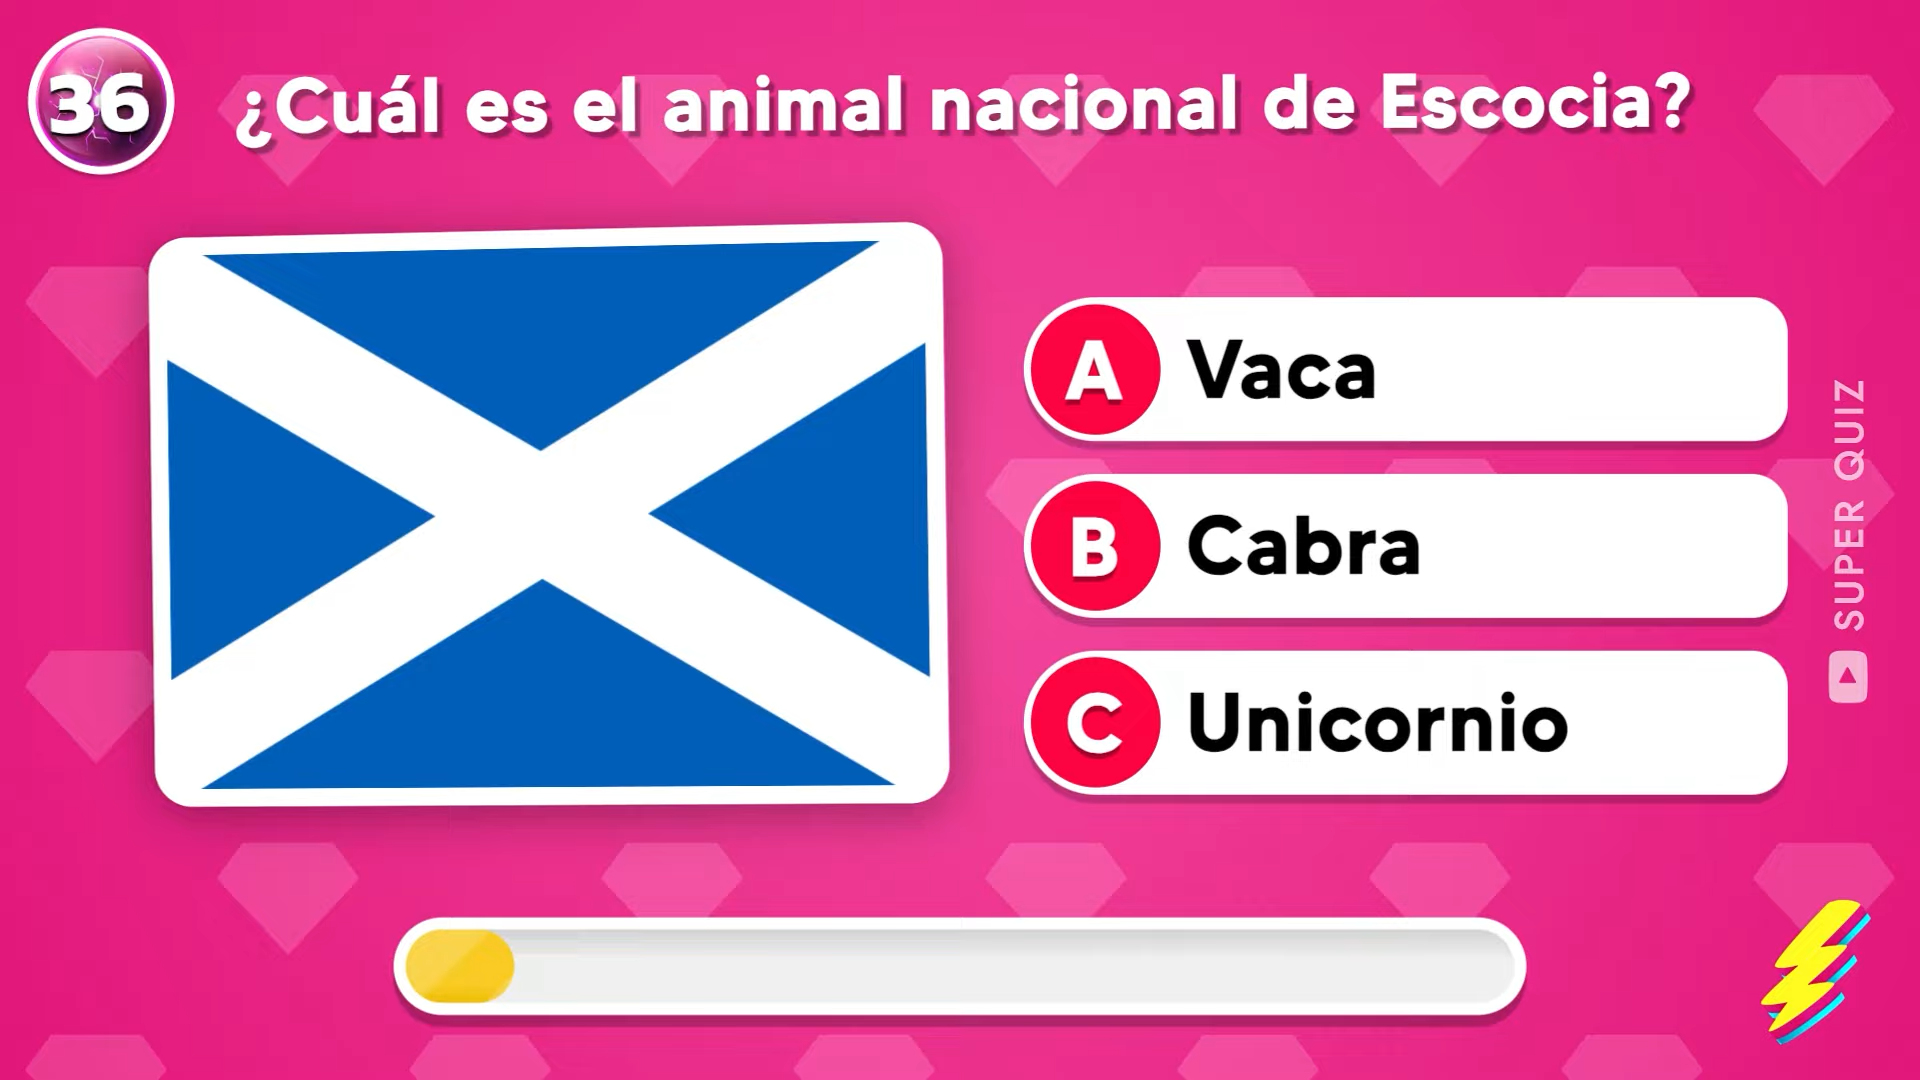 36
¿Cuál es el animal nacional de Escocia?
A Vaca
B Cabra
C Unicornio
SUPER QUIZ